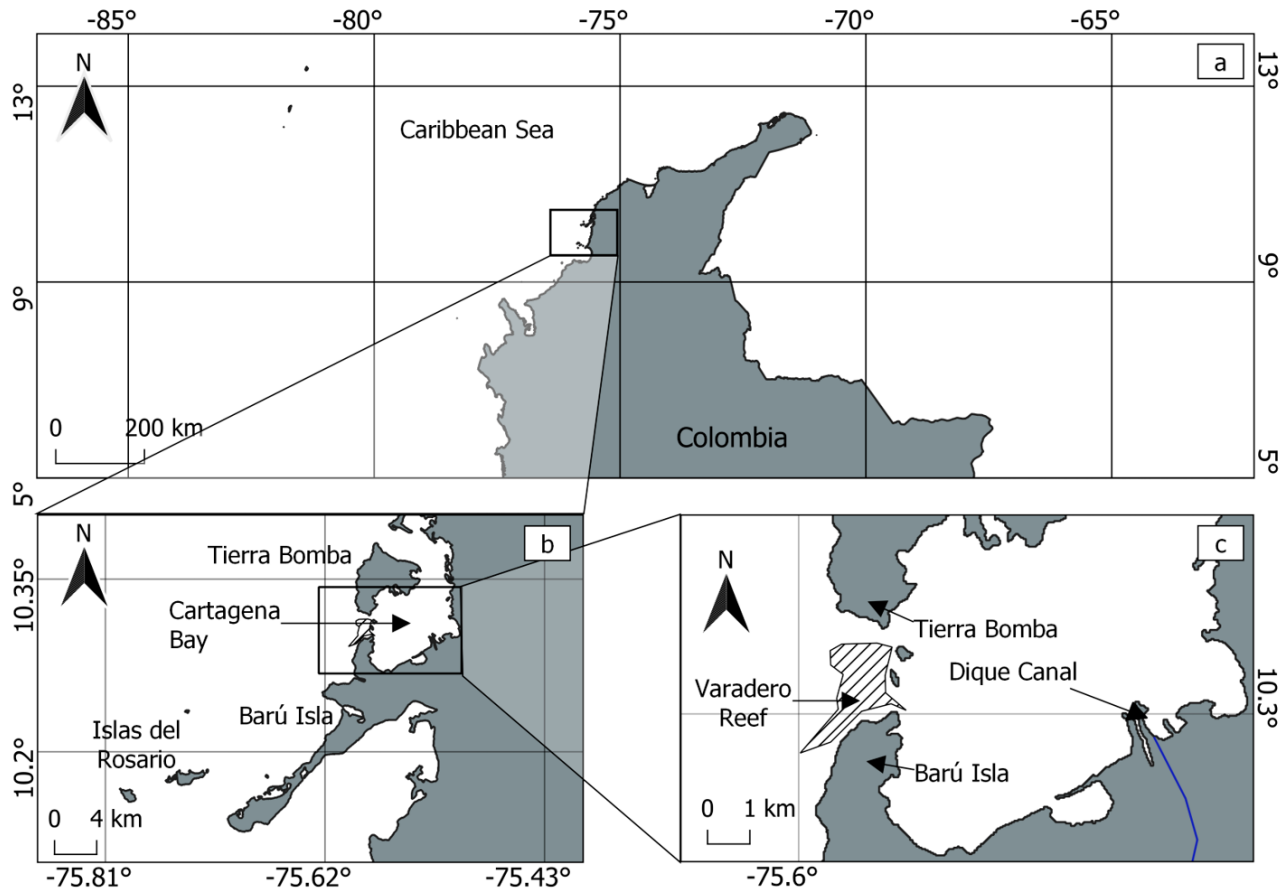 -85°
-80°
-75°
-70°
-65°
a
N
13°
13°
Caribbean Sea
9°
9°
0
200 km
Colombia
5°
5°
N
b
Tierra Bomba
10.35°
Cartagena
Bay
Barú Isla
Islas del
Rosario
10.2°
0
4 km
-75.81°
-75.62°
-75.43°
c
N
Tierra Bomba
Dique Canal
Varadero
Reef
10.3°
Barú Isla
0
1 km
-75.6°